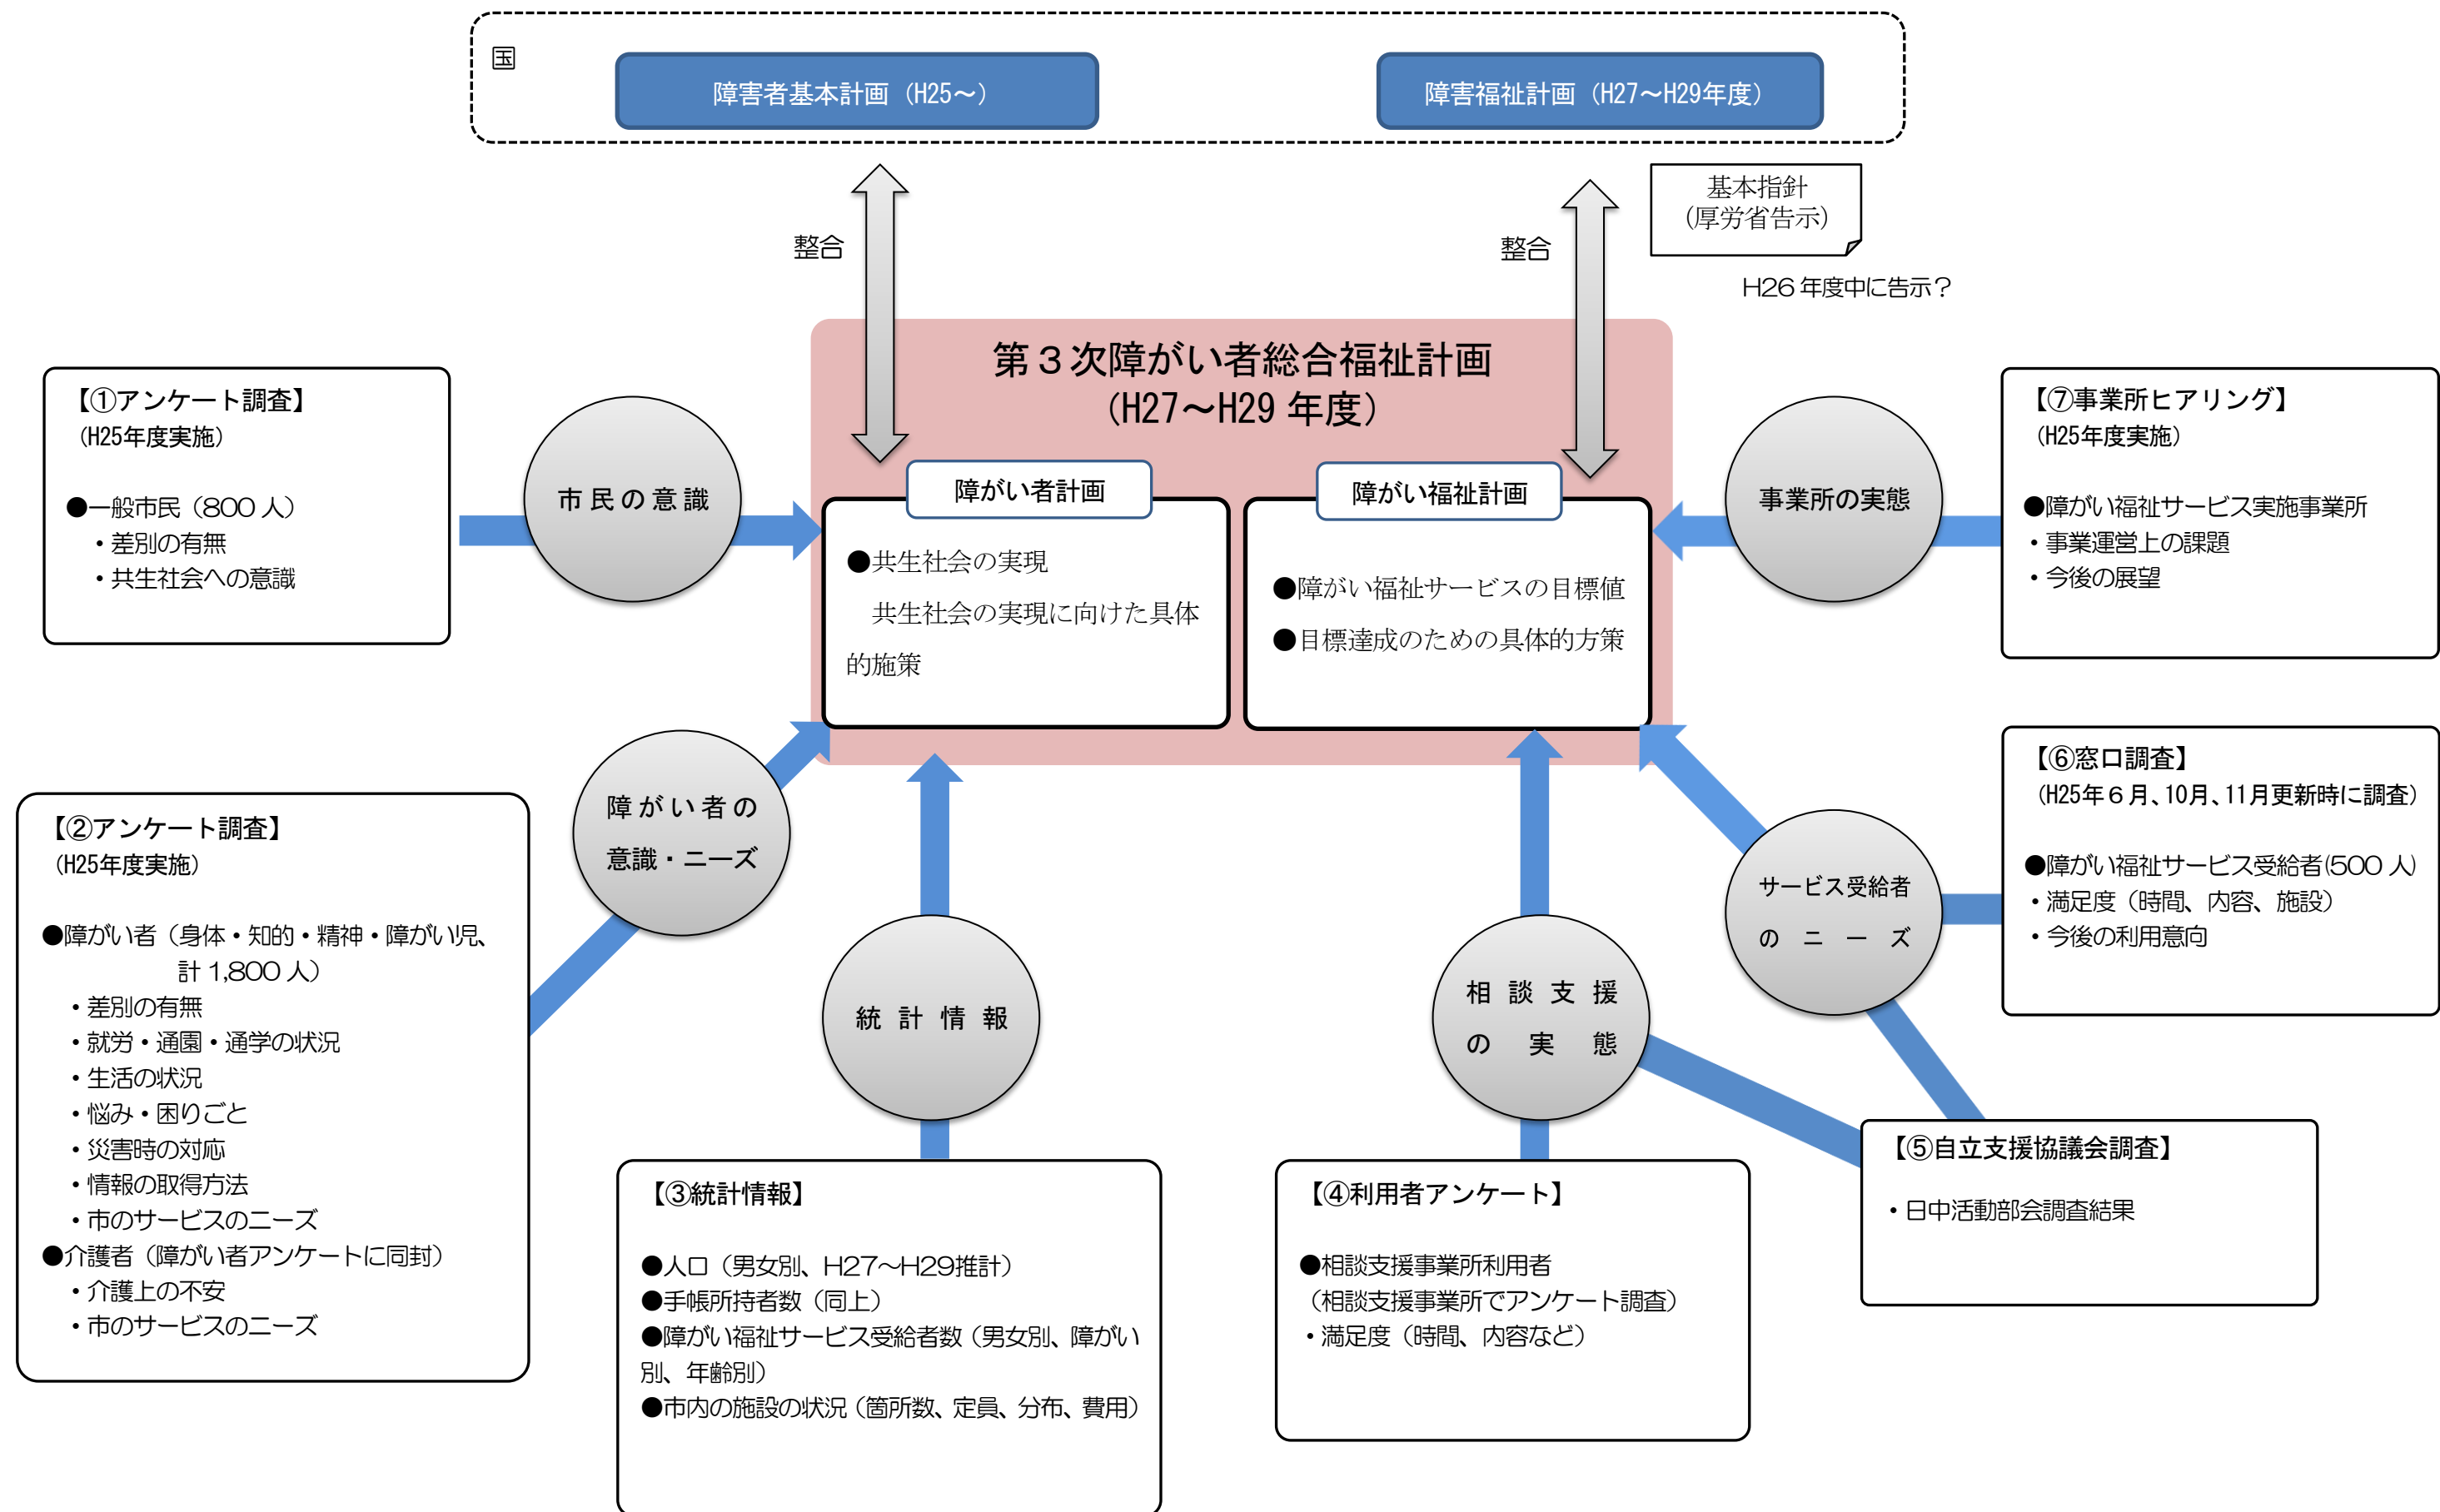 国
障害者基本計画（H25～）
障害福祉計画（H27～H29年度）
整合
整合
基本指針
（厚労省告示）
H26 年度中に告示？
第３次障がい者総合福祉計画
（H27～H29 年度）
障がい者計画
●共生社会の実現
共生社会の実現に向けた具体
的施策
障がい福祉計画
●障がい福祉サービスの目標値
●目標達成のための具体的方策
【①アンケート調査】
（H25年度実施）
●一般市民（800 人）
・差別の有無
・共生社会への意識
市民の意識
【②アンケート調査】
（H25年度実施）
●障がい者（身体・知的・精神・障がい児、
計 1,800 人）
・差別の有無
・就労・通園・通学の状況
・生活の状況
・悩み・困りごと
・災害時の対応
・情報の取得方法
・市のサービスのニーズ
●介護者（障がい者アンケートに同封）
・介護上の不安
・市のサービスのニーズ
障がい者の
意識・ニーズ
統計情報
【③統計情報】
●人口（男女別、H27～H29推計）
●手帳所持者数（同上）
●障がい福祉サービス受給者数（男女別、障がい
別、年齢別）
●市内の施設の状況（箇所数、定員、分布、費用）
相談支援
の実態
【④利用者アンケート】
●相談支援事業所利用者
（相談支援事業所でアンケート調査）
・満足度（時間、内容など）
【⑤自立支援協議会調査】
・日中活動部会調査結果
サービス受給者
のニーズ
【⑥窓口調査】
（H25年６月、10月、11月更新時に調査）
●障がい福祉サービス受給者(500 人)
・満足度（時間、内容、施設）
・今後の利用意向
事業所の実態
【⑦事業所ヒアリング】
（H25年度実施）
●障がい福祉サービス実施事業所
・事業運営上の課題
・今後の展望